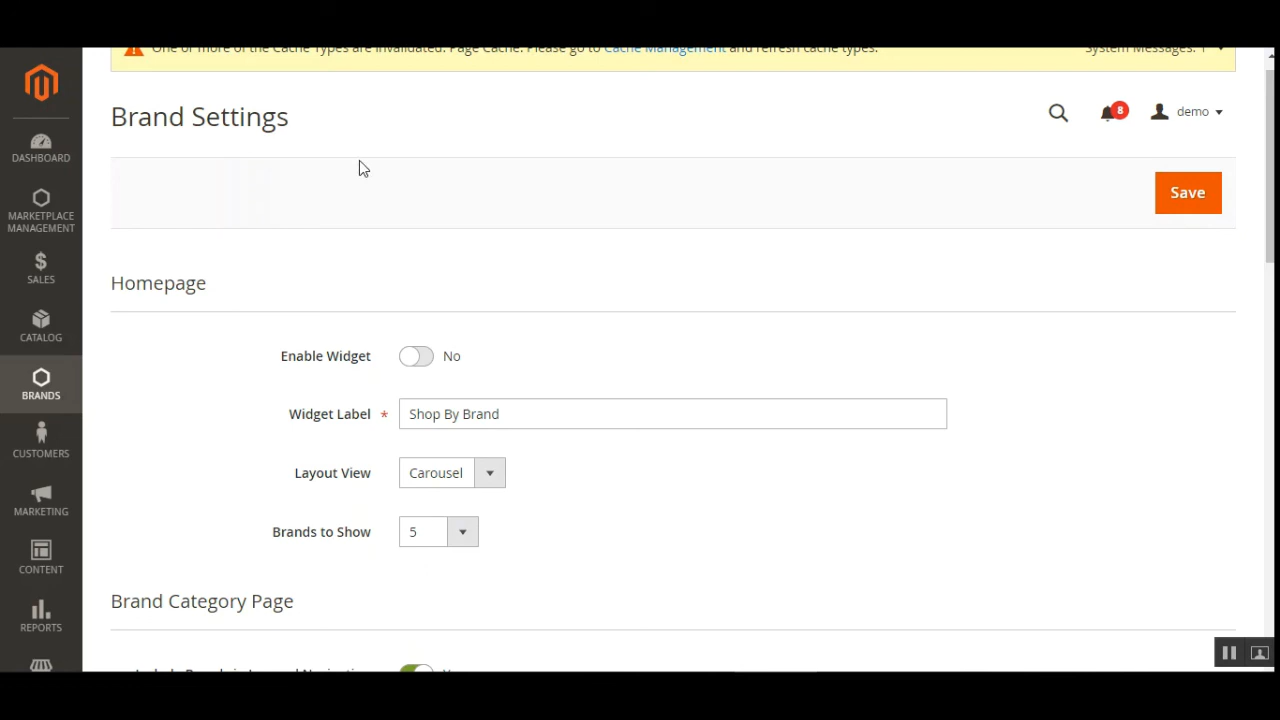 One or more of the Cache Types are invalidated: Page Cache. Please go to Cache Management and refresh cache types.
System Messages: 1
Brand Settings
8
demo
Save
DASHBOARD
MARKETPLACE
MANAGEMENT
SALES
CATALOG
BRANDS
CUSTOMERS
MARKETING
CONTENT
REPORTS
Homepage
Enable Widget No
Widget Label * Shop By Brand
Layout View Carousel
Brands to Show 5
Brand Category Page